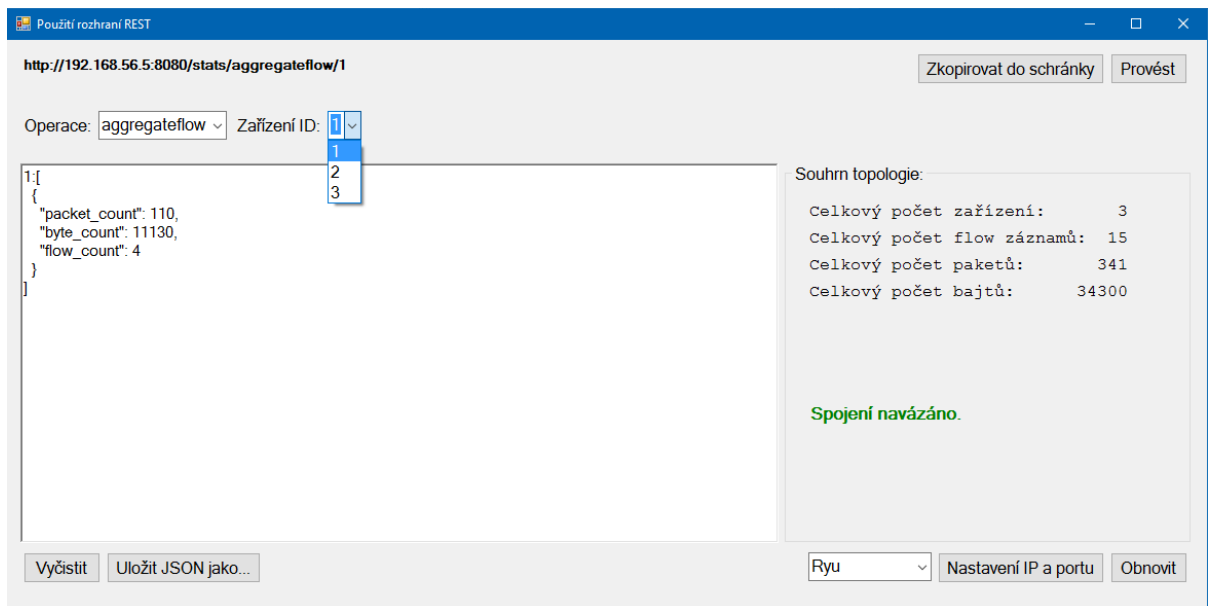 Použití rozhraní REST
http://192.168.56.5:8080/stats/aggregateflow/1
Zkopirovat do schránky
Provést
Operace: aggregateflow Zařízení ID: 1
1
2
3
1:[
{
"packet_count": 110,
"byte_count": 11130,
"flow_count": 4
}
]
Souhrn topologie:
Celkový počet zařízení: 3
Celkový počet flow záznamů: 15
Celkový počet paketů: 341
Celkový počet bajtů: 34300
Spojení navázáno.
Vyčistit
Uložit JSON jako...
Ryu
Nastavení IP a portu
Obnovit